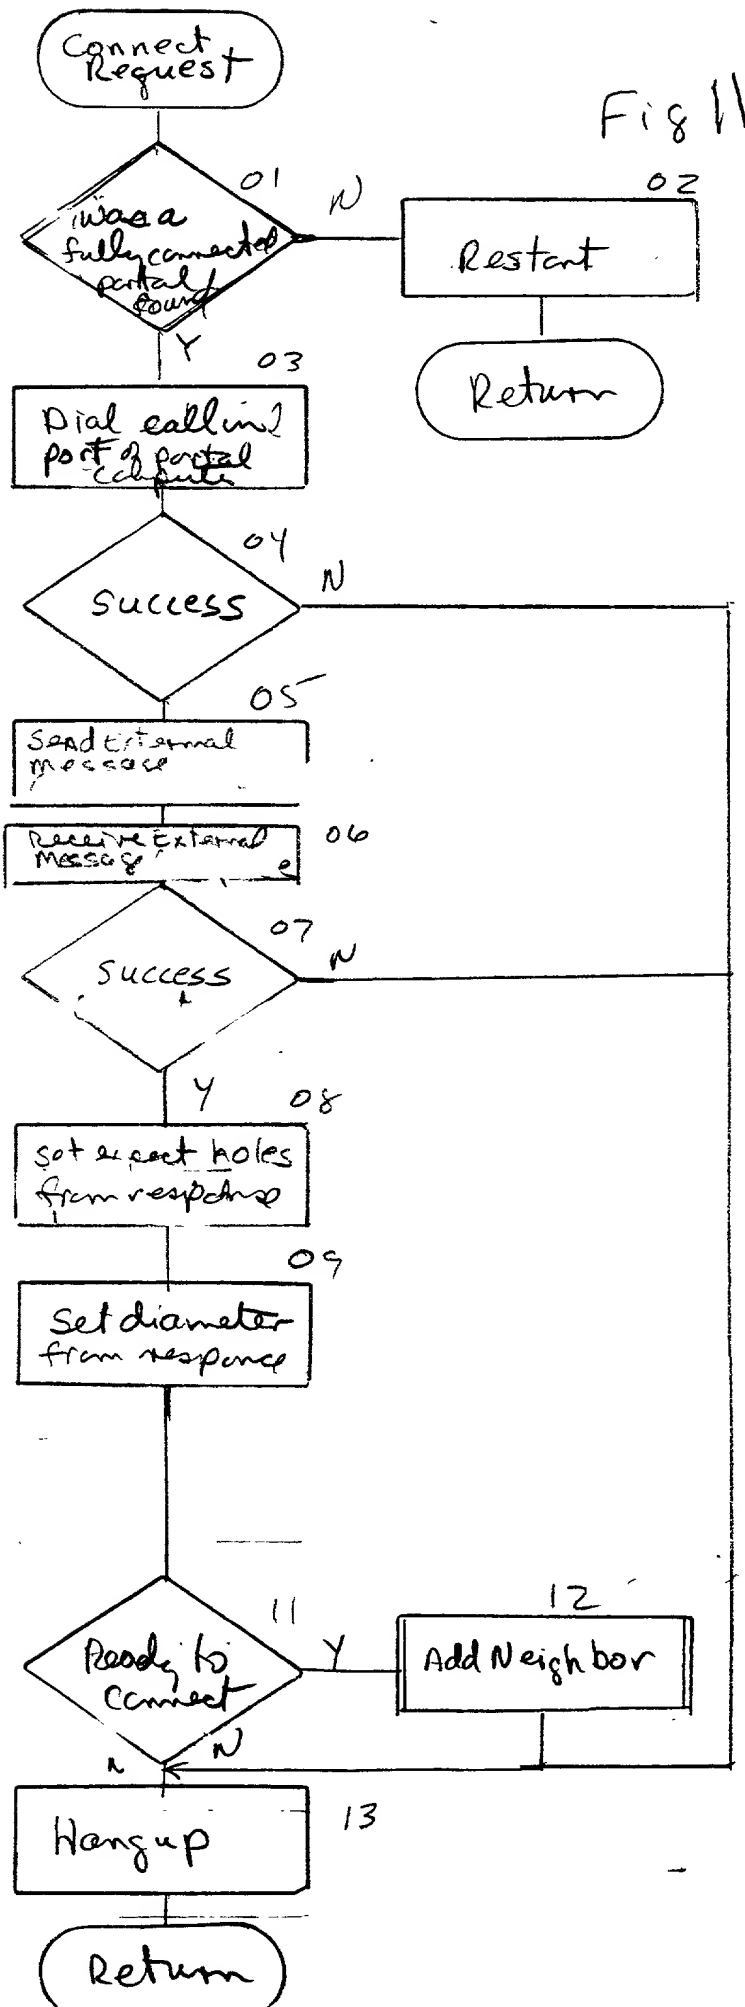 Connect
Request
Fig 11
01
Was a
fully connected
portal
found
N
02
Restart
Return
Y
03
Dial call in
port of portal
computer
04
Success
N
05
Send External
message
06
Receive External
Message
07
Success
N
Y
08
Set expect holes
from response
09
Set diameter
from responce
11
Ready to
connect
Y
12
Add Neighbor
N
Hangup
13
Return